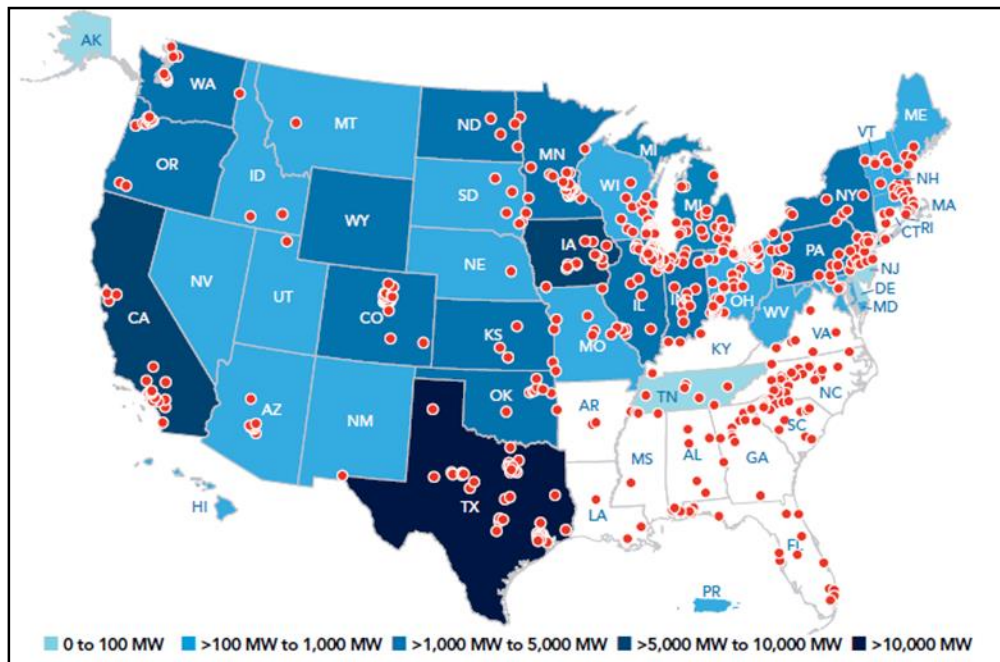 AK
WA
MT
ND
MN
MI
ME
VT
OR
ID
SD
WI
NH
WY
MI
NY
MA
CT
RI
IA
NE
PA
NJ
NV
UT
IL
IN
OH
DE
CA
CO
KS
MO
WV
MD
KY
VA
AZ
NM
OK
TN
NC
AR
SC
MS
AL
GA
TX
LA
HI
FL
PR
0 to 100 MW >100 MW to 1,000 MW >1,000 MW to 5,000 MW >5,000 MW to 10,000 MW >10,000 MW